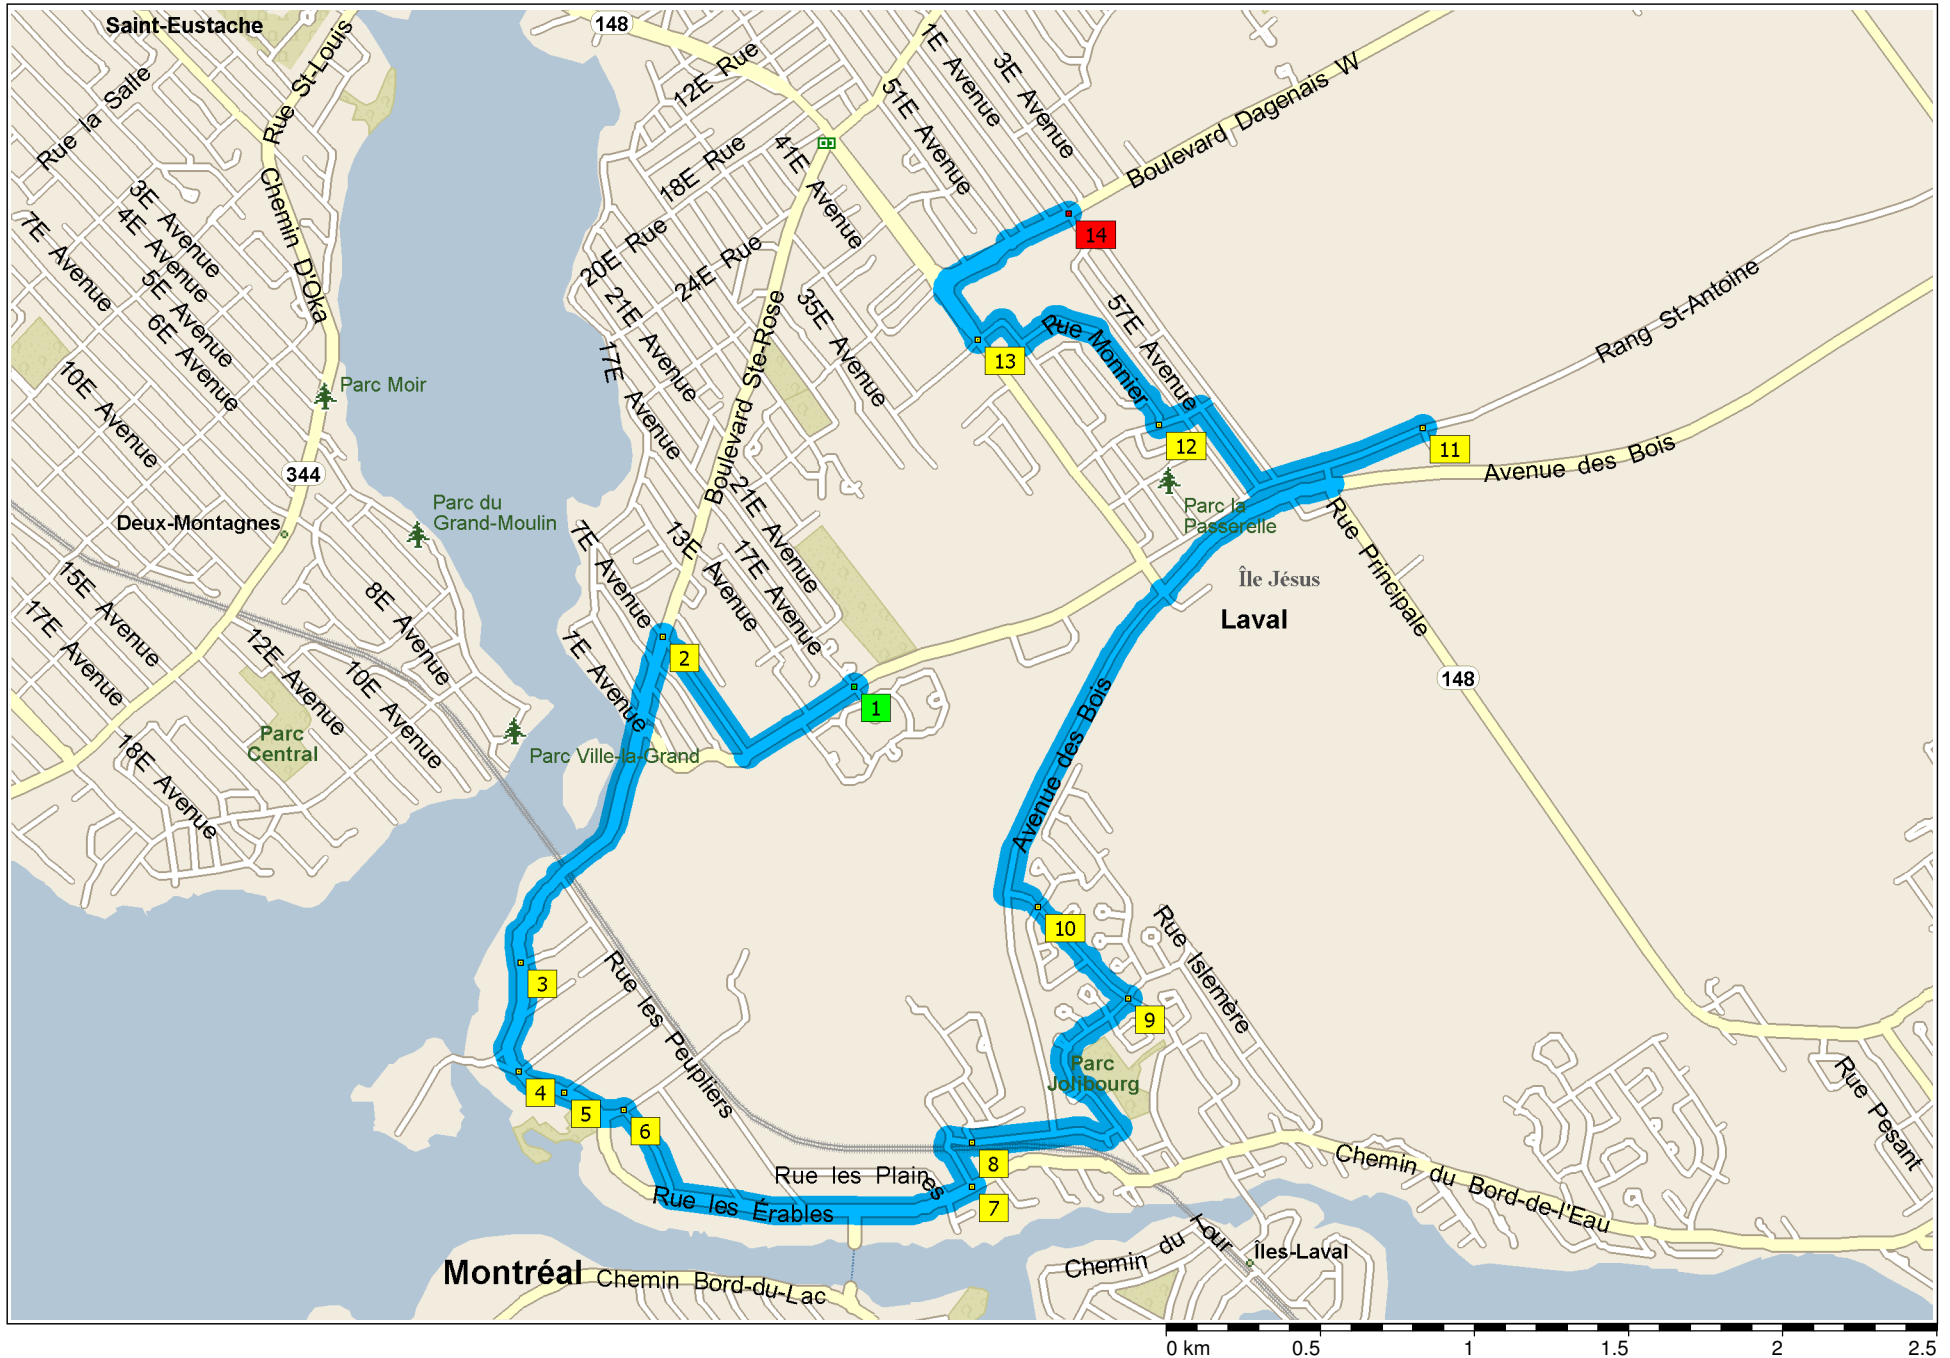 Saint-Eustache
148
Rue St-Louis
12E Rue
1E Avenue
3E Avenue
51E Avenue
Boulevard Dagenais W
Rue la Salle
18E Rue
41E Avenue
Chemin D'Oka
3E Avenue
4E Avenue
7E Avenue
5E Avenue
6E Avenue
20E Rue
24E Rue
14
21E Avenue
35E Avenue
57E Avenue
Rang St-Antoine
Rue Monnier
13
17E Avenue
Boulevard Ste-Rose
Parc Moir
10E Avenue
12
11
Avenue des Bois
344
Parc du
Grand-Moulin
Deux-Montagnes
21E Avenue
Parc la
Passerelle
Rue Principale
7E Avenue
13E Avenue
17E Avenue
15E Avenue
17E Avenue
8E Avenue
Île Jésus
Laval
12E Avenue
10E Avenue
7E Avenue
2
1
148
Parc
Central
18E Avenue
Parc Ville-la-Grand
Avenue des Bois
10
Rue Islemère
3
Rue les Peupliers
9
Parc
Jolibourg
4
5
6
Rue Pesant
8
Rue les Plaines
7
Rue les Érables
Chemin du Bord-de-l'Eau
Chemin du Tour
Îles-Laval
Montréal
Chemin Bord-du-Lac
0 km
0.5
1
1.5
2
2.5